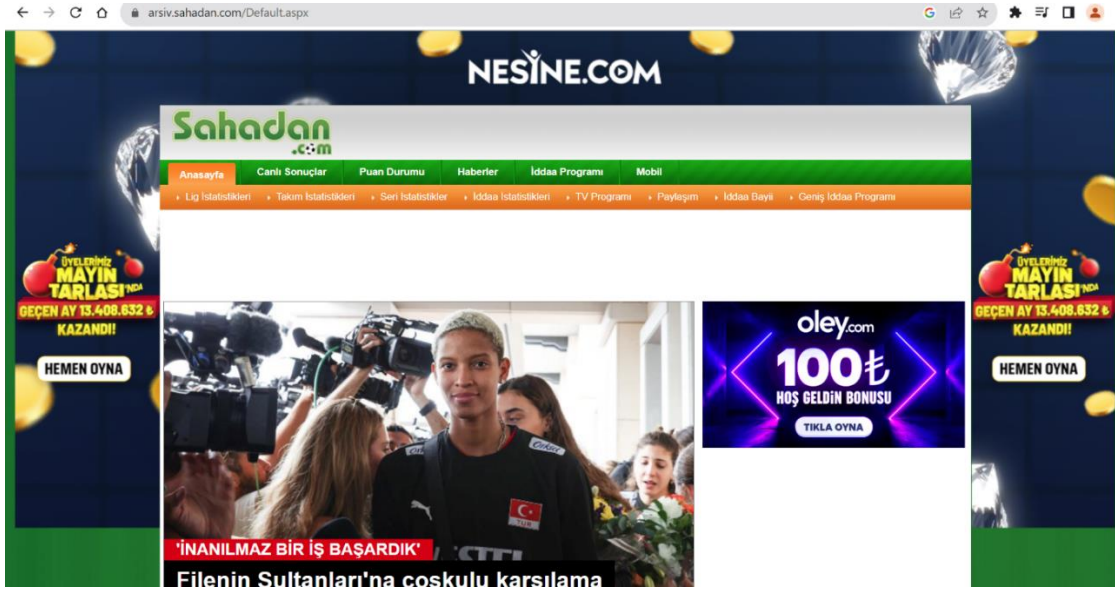 arsiv.sahadan.com/Default.aspx
NESİNE.COM
Sahadan
.com
Anasayfa Canlı Sonuçlar Puan Durumu Haberler İddaa Programı Mobil
Lig İstatistikleri Takım İstatistikleri Seri İstatistikler İddaa İstatistikleri TV Programı Paylaşım İddaa Bayii Geniş İddaa Programı
ÜYELERİMİZ
MAYIN
TARLASI'NDA
GEÇEN AY 13.408.632 ₺
KAZANDI!
HEMEN OYNA
oley.com
100₺
HOŞ GELDİN BONUSU
TIKLA OYNA
ÜYELERİMİZ
MAYIN
TARLASI'NDA
GEÇEN AY 13.408.632 ₺
KAZANDI!
HEMEN OYNA
TUR
'İNANILMAZ BİR İŞ BAŞARDIK'
Filenin Sultanları'na coşkulu karşılama